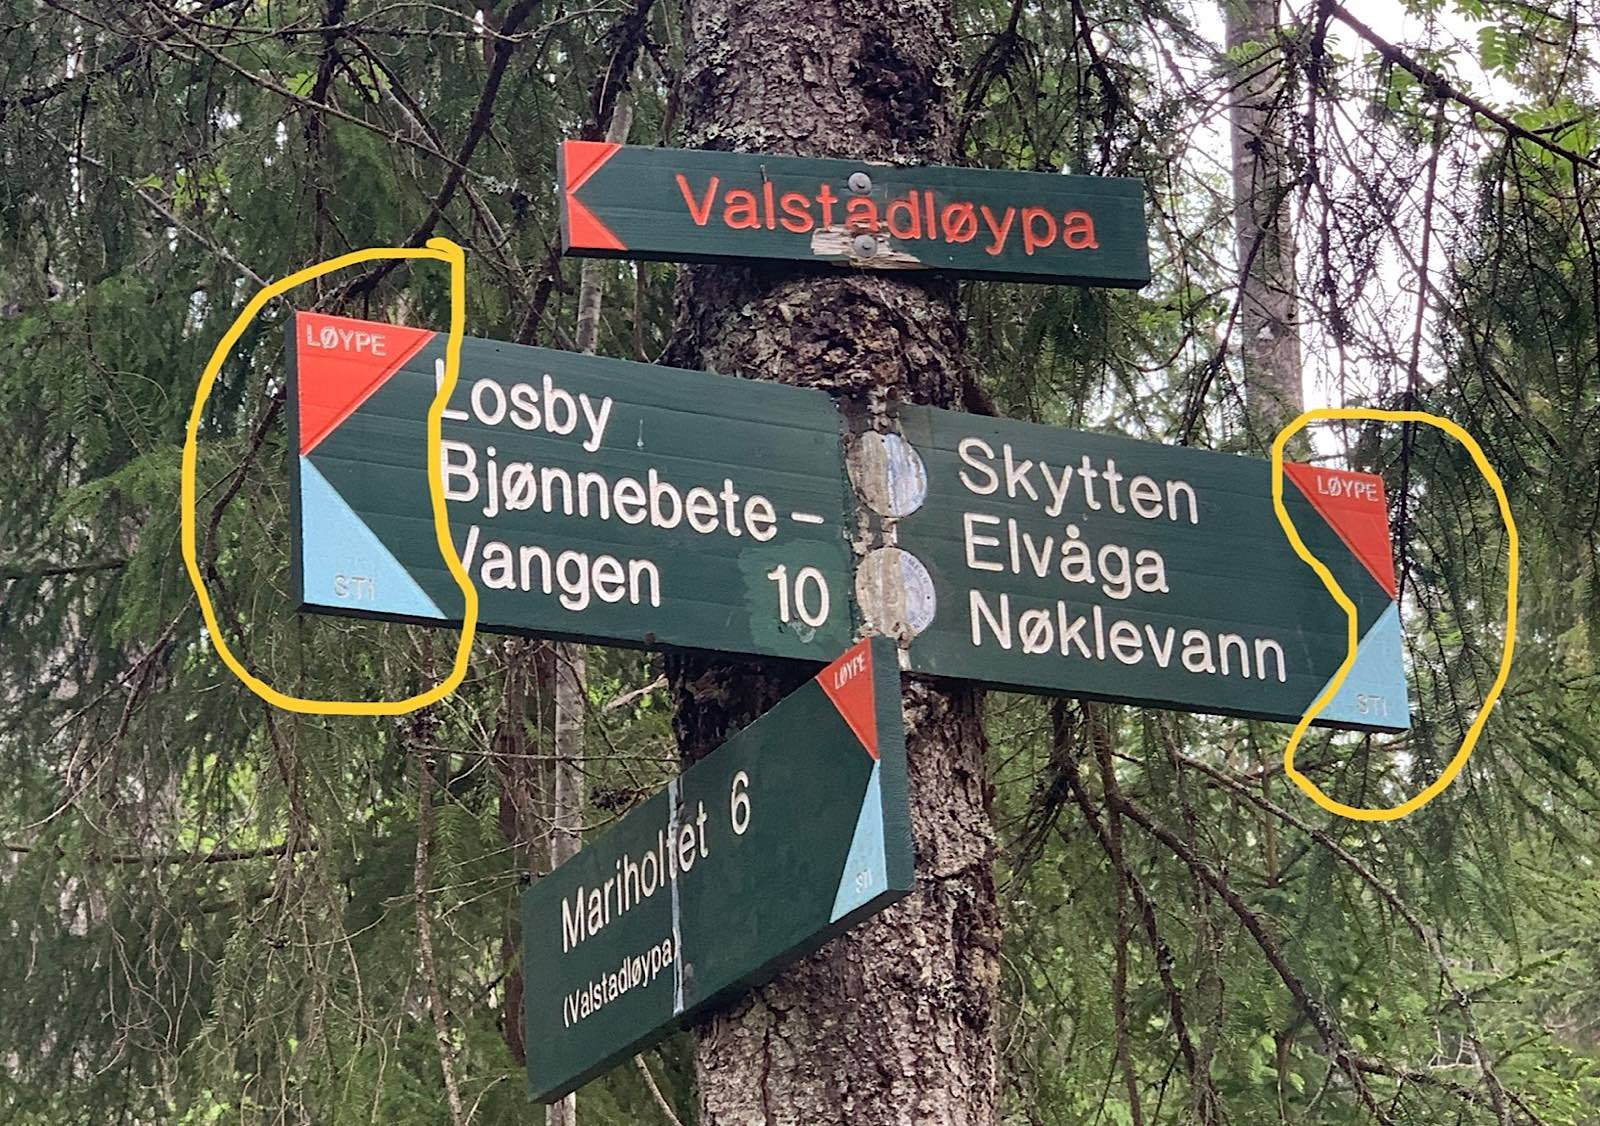 Valstadløypa
LØYPE
Losby
Bjønnebete –
Vangen 10
STI
LØYPE
Skytten
Elvåga
Nøklevann
STI
LØYPE
Mariholtet 6
(Valstadløypa)
STI